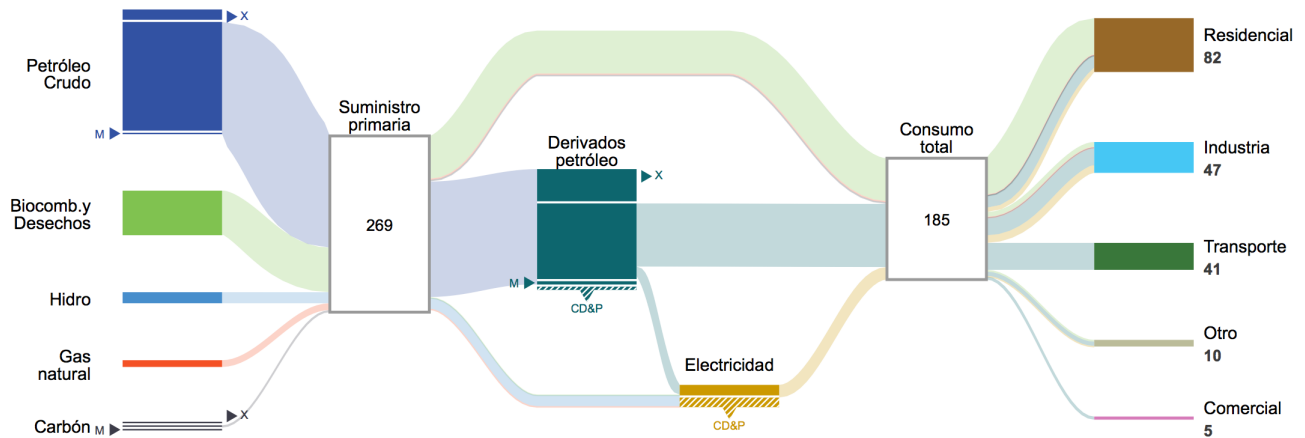 X
Petróleo
Crudo
M
Biocomb.y
Desechos
Hidro
Gas
natural
X
Carbón
M
Suministro
primaria
269
Derivados
petróleo
X
M
CD&P
Electricidad
CD&P
Consumo
total
185
Residencial
82
Industria
47
Transporte
41
Otro
10
Comercial
5